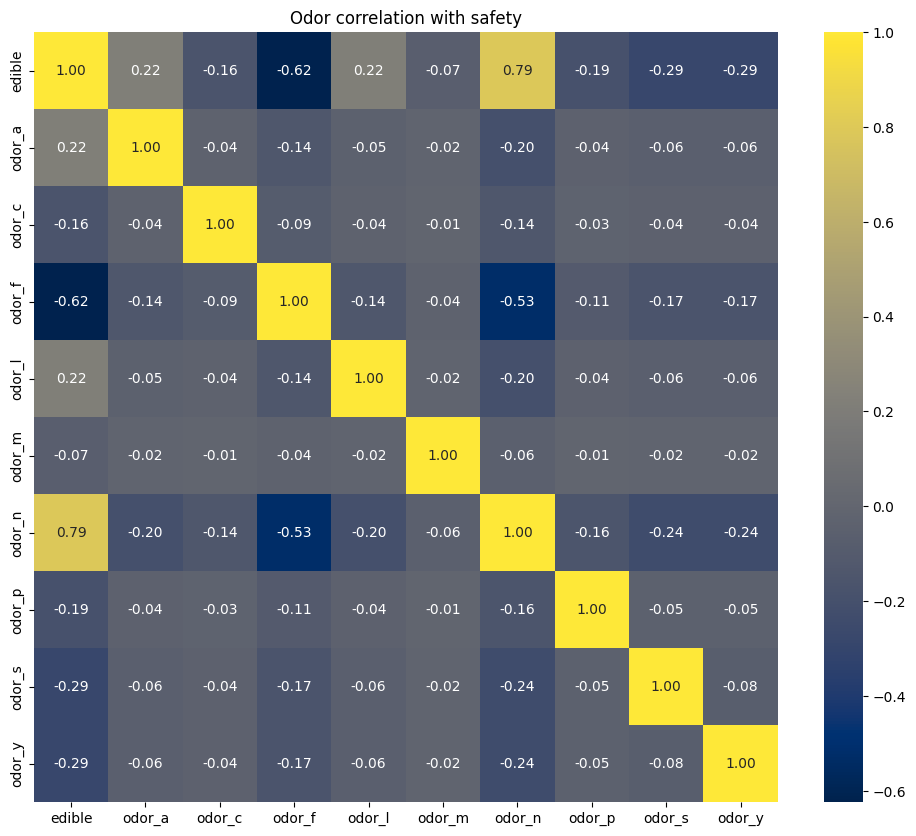 Odor correlation with safety
edible 1.00 0.22 -0.16 -0.62 0.22 -0.07 0.79 -0.19 -0.29 -0.29
odor_a 0.22 1.00 -0.04 -0.14 -0.05 -0.02 -0.20 -0.04 -0.06 -0.06
odor_c -0.16 -0.04 1.00 -0.09 -0.04 -0.01 -0.14 -0.03 -0.04 -0.04
odor_f -0.62 -0.14 -0.09 1.00 -0.14 -0.04 -0.53 -0.11 -0.17 -0.17
odor_l 0.22 -0.05 -0.04 -0.14 1.00 -0.02 -0.20 -0.04 -0.06 -0.06
odor_m -0.07 -0.02 -0.01 -0.04 -0.02 1.00 -0.06 -0.01 -0.02 -0.02
odor_n 0.79 -0.20 -0.14 -0.53 -0.20 -0.06 1.00 -0.16 -0.24 -0.24
odor_p -0.19 -0.04 -0.03 -0.11 -0.04 -0.01 -0.16 1.00 -0.05 -0.05
odor_s -0.29 -0.06 -0.04 -0.17 -0.06 -0.02 -0.24 -0.05 1.00 -0.08
odor_y -0.29 -0.06 -0.04 -0.17 -0.06 -0.02 -0.24 -0.05 -0.08 1.00
edible odor_a odor_c odor_f odor_l odor_m odor_n odor_p odor_s odor_y
1.0
0.8
0.6
0.4
0.2
0.0
−0.2
−0.4
−0.6